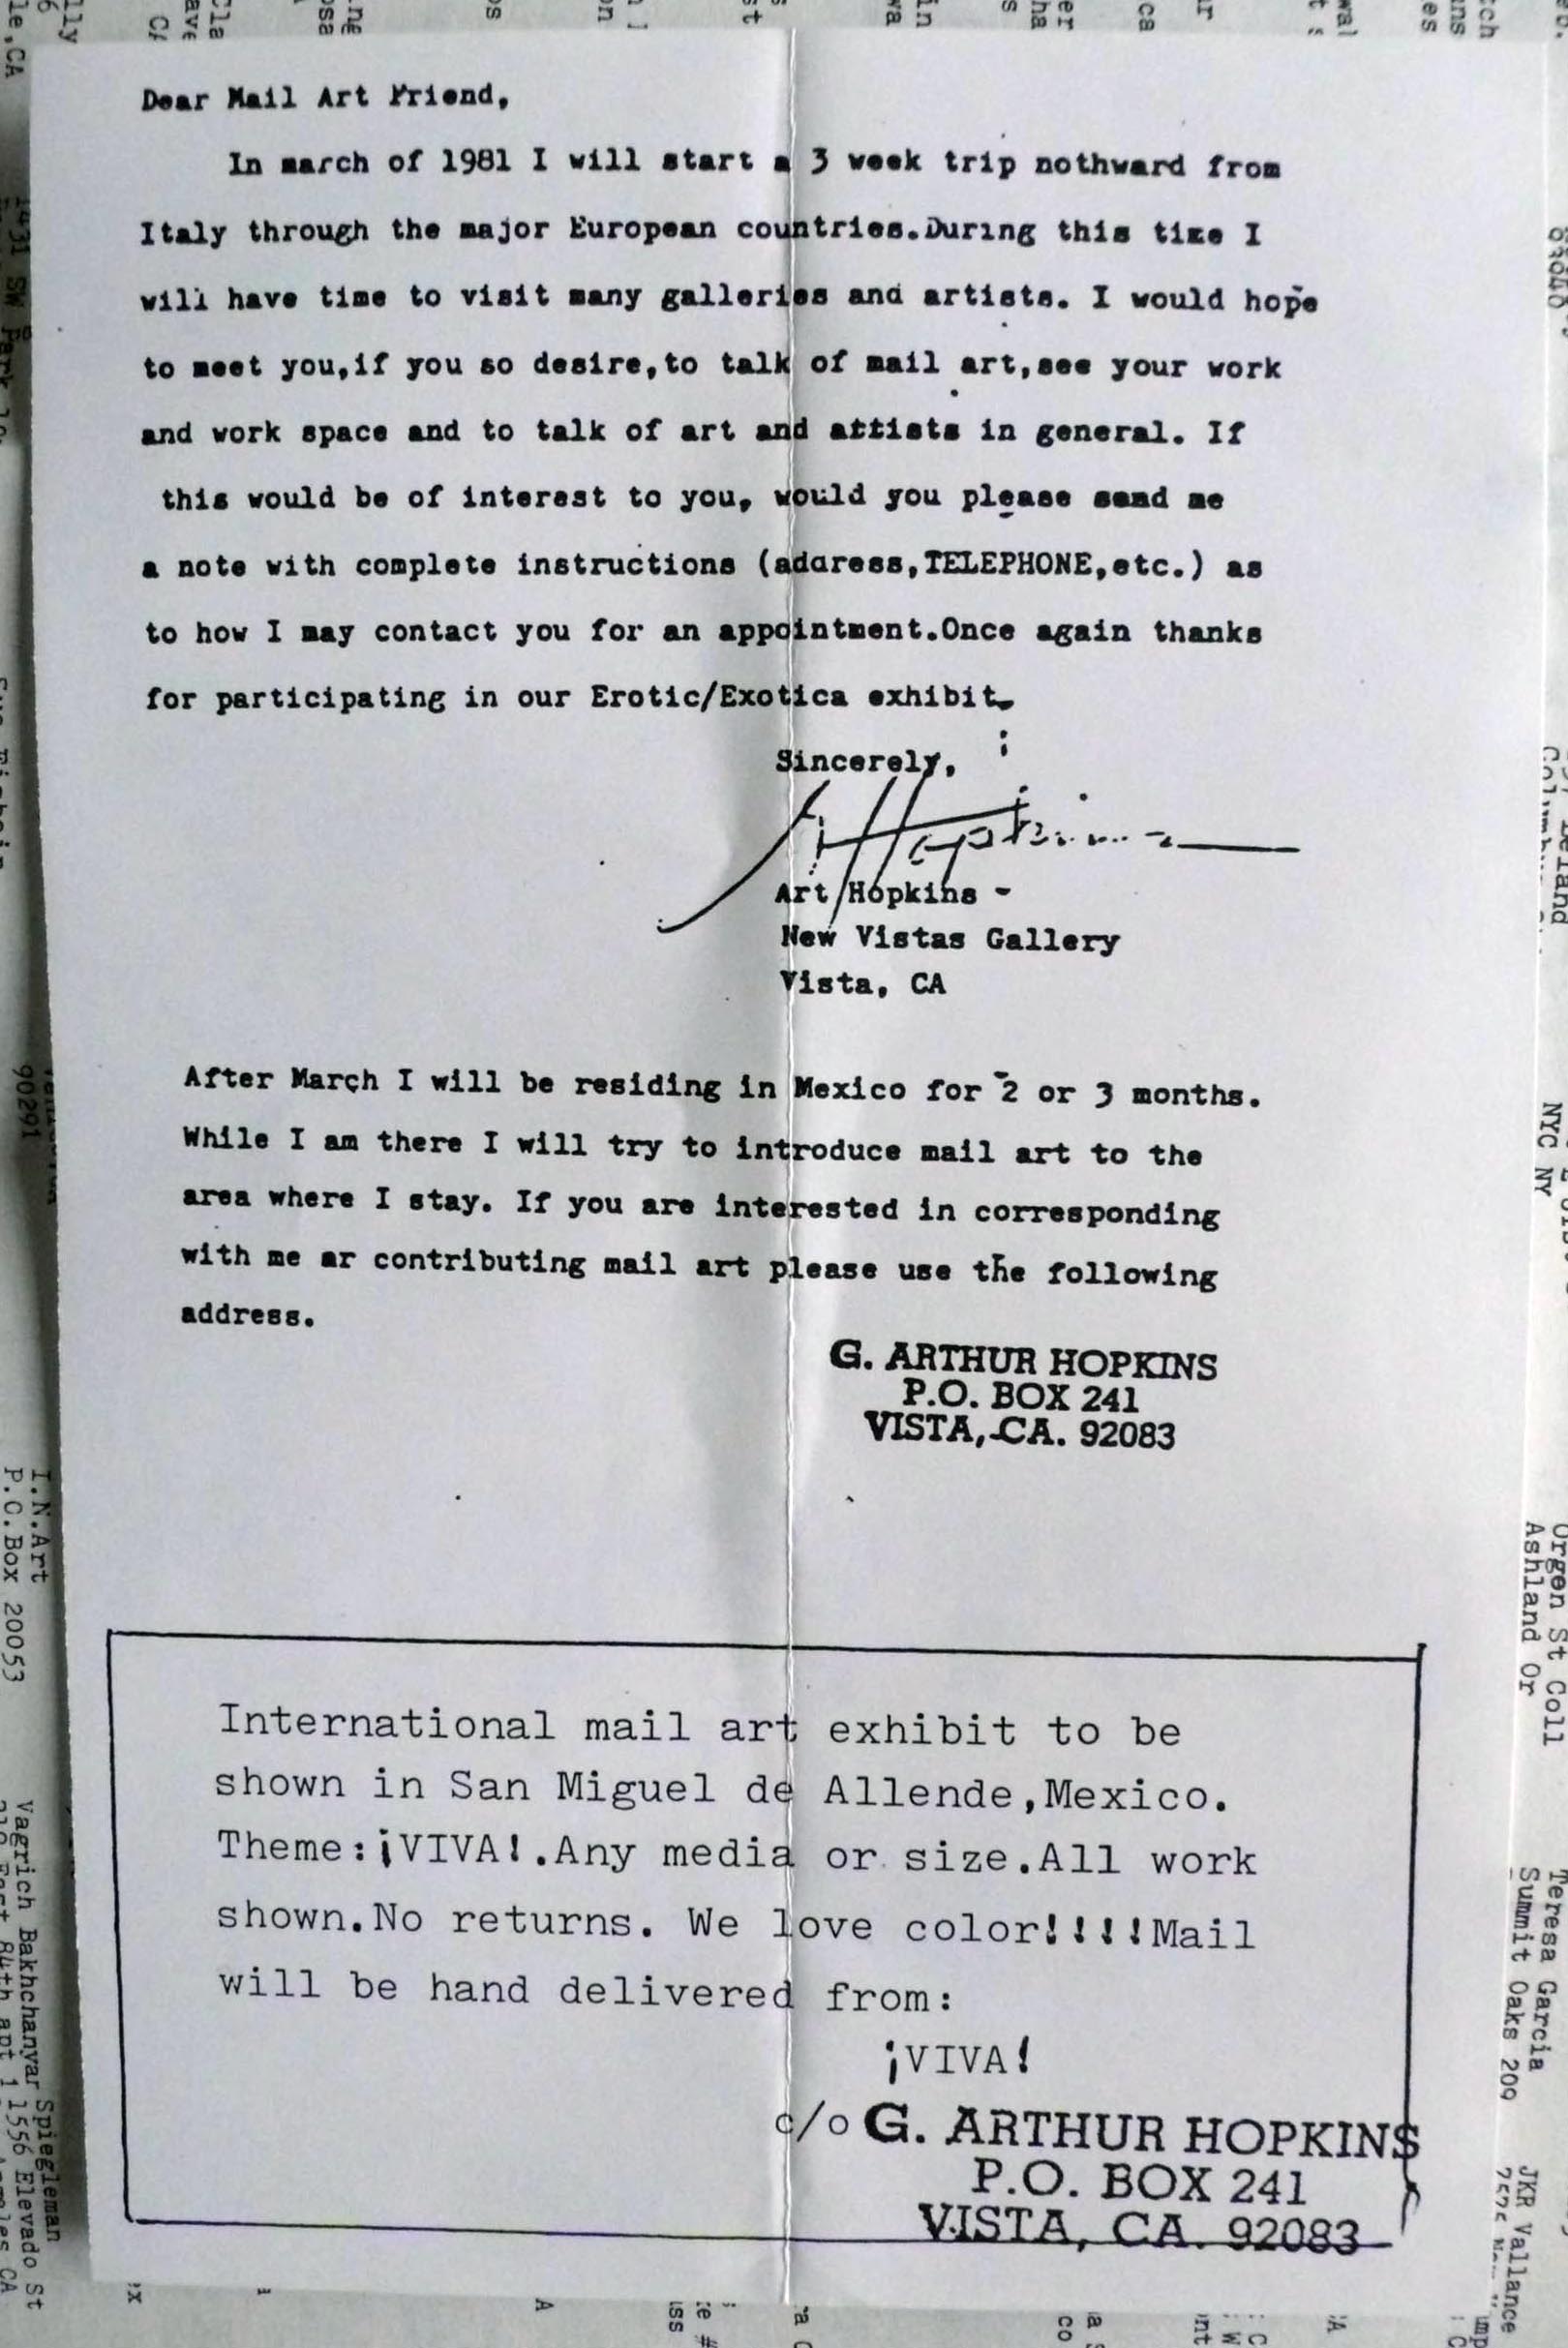 Dear Mail Art Friend,
In march of 1981 I will start a 3 week trip nothward from
Italy through the major European countries.During this time I
will have time to visit many galleries and artists. I would hope
to meet you,if you so desire,to talk of mail art,see your work
and work space and to talk of art and attists in general. If
this would be of interest to you, would you please send me
a note with complete instructions (address,TELEPHONE,etc.) as
to how I may contact you for an appointment.Once again thanks
for participating in our Erotic/Exotica exhibit.
Sincerely,
Art Hopkins -
New Vistas Gallery
Vista, CA
After March I will be residing in Mexico for 2 or 3 months.
While I am there I will try to introduce mail art to the
area where I stay. If you are interested in corresponding
with me ar contributing mail art please use the following
address.
G. ARTHUR HOPKINS
P.O. BOX 241
VISTA, CA. 92083
International mail art exhibit to be
shown in San Miguel de Allende,Mexico.
Theme:¡VIVA!.Any media or size.All work
shown.No returns. We love color!!!!Mail
will be hand delivered from:
¡VIVA!
c/o G. ARTHUR HOPKINS
P.O. BOX 241
VISTA, CA. 92083
90291
I.N.Art
P.O.Box 20053
Spiegleman
1556 Elevado St
Vagrich Bakhchanyar
NYC NY
Orgen St Coll
Ashland Or
Teresa Garcia
Summit Oaks 209
JKR Vallance